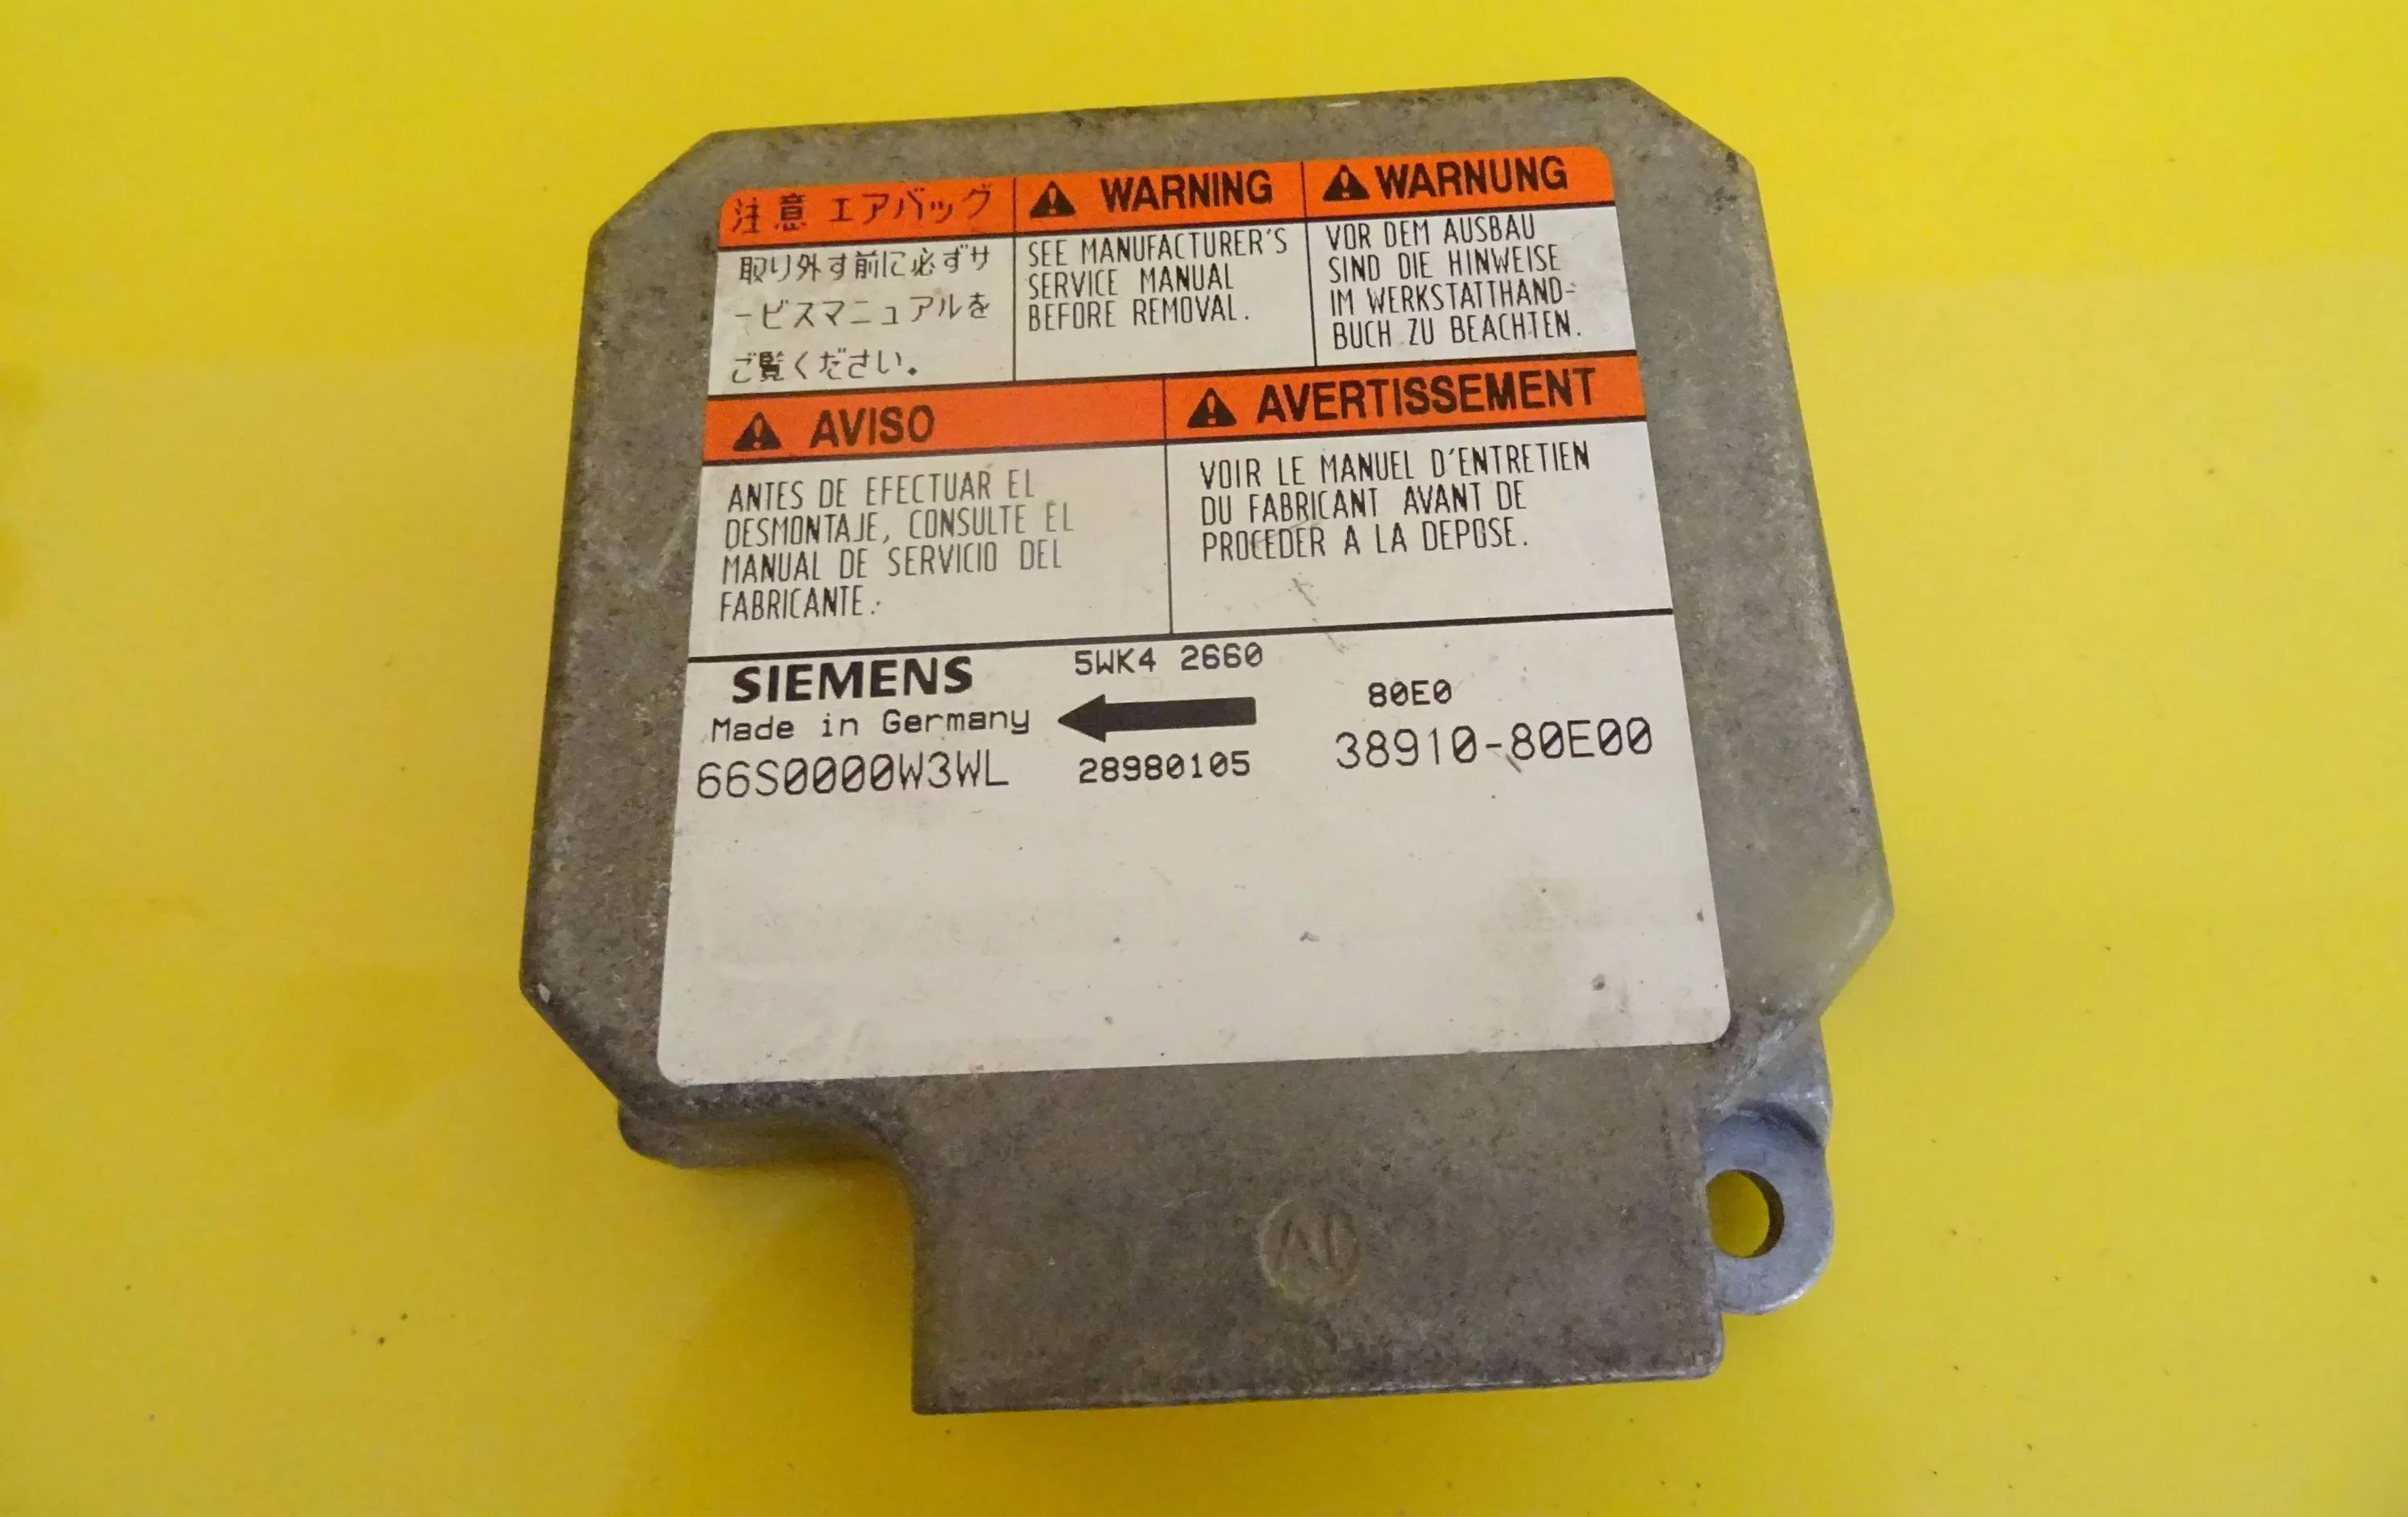 注意 エアバッグ
取り外す前に必ずサ
ービスマニュアルを
ご覧ください。
WARNING
SEE MANUFACTURER'S
SERVICE MANUAL
BEFORE REMOVAL.
WARNUNG
VOR DEM AUSBAU
SIND DIE HINWEISE
IM WERKSTATTHAND-
BUCH ZU BEACHTEN.
AVISO
ANTES DE EFECTUAR EL
DESMONTAJE, CONSULTE EL
MANUAL DE SERVICIO DEL
FABRICANTE.
AVERTISSEMENT
VOIR LE MANUEL D'ENTRETIEN
DU FABRICANT AVANT DE
PROCEDER A LA DEPOSE.
SIEMENS
Made in Germany
66S0000W3WL
5WK4 2660
28980105
80E0
38910-80E00